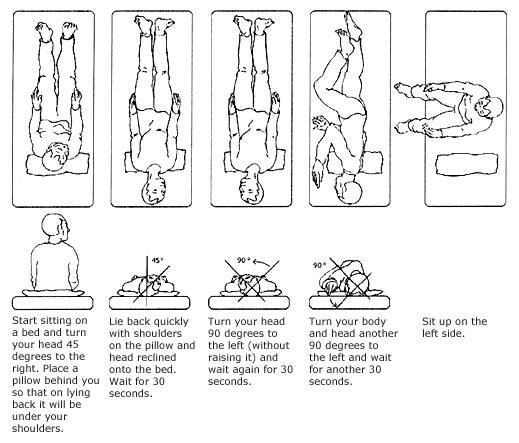 45°
90°
90°
Start sitting on
a bed and turn
your head 45
degrees to the
right. Place a
pillow behind you
so that on lying
back it will be
under your
shoulders.
Lie back quickly
with shoulders
on the pillow and
head reclined
onto the bed.
Wait for 30
seconds.
Turn your head
90 degrees to
the left (without
raising it) and
wait again for 30
seconds.
Turn your body
and head another
90 degrees to
the left and wait
for another 30
seconds.
Sit up on the
left side.